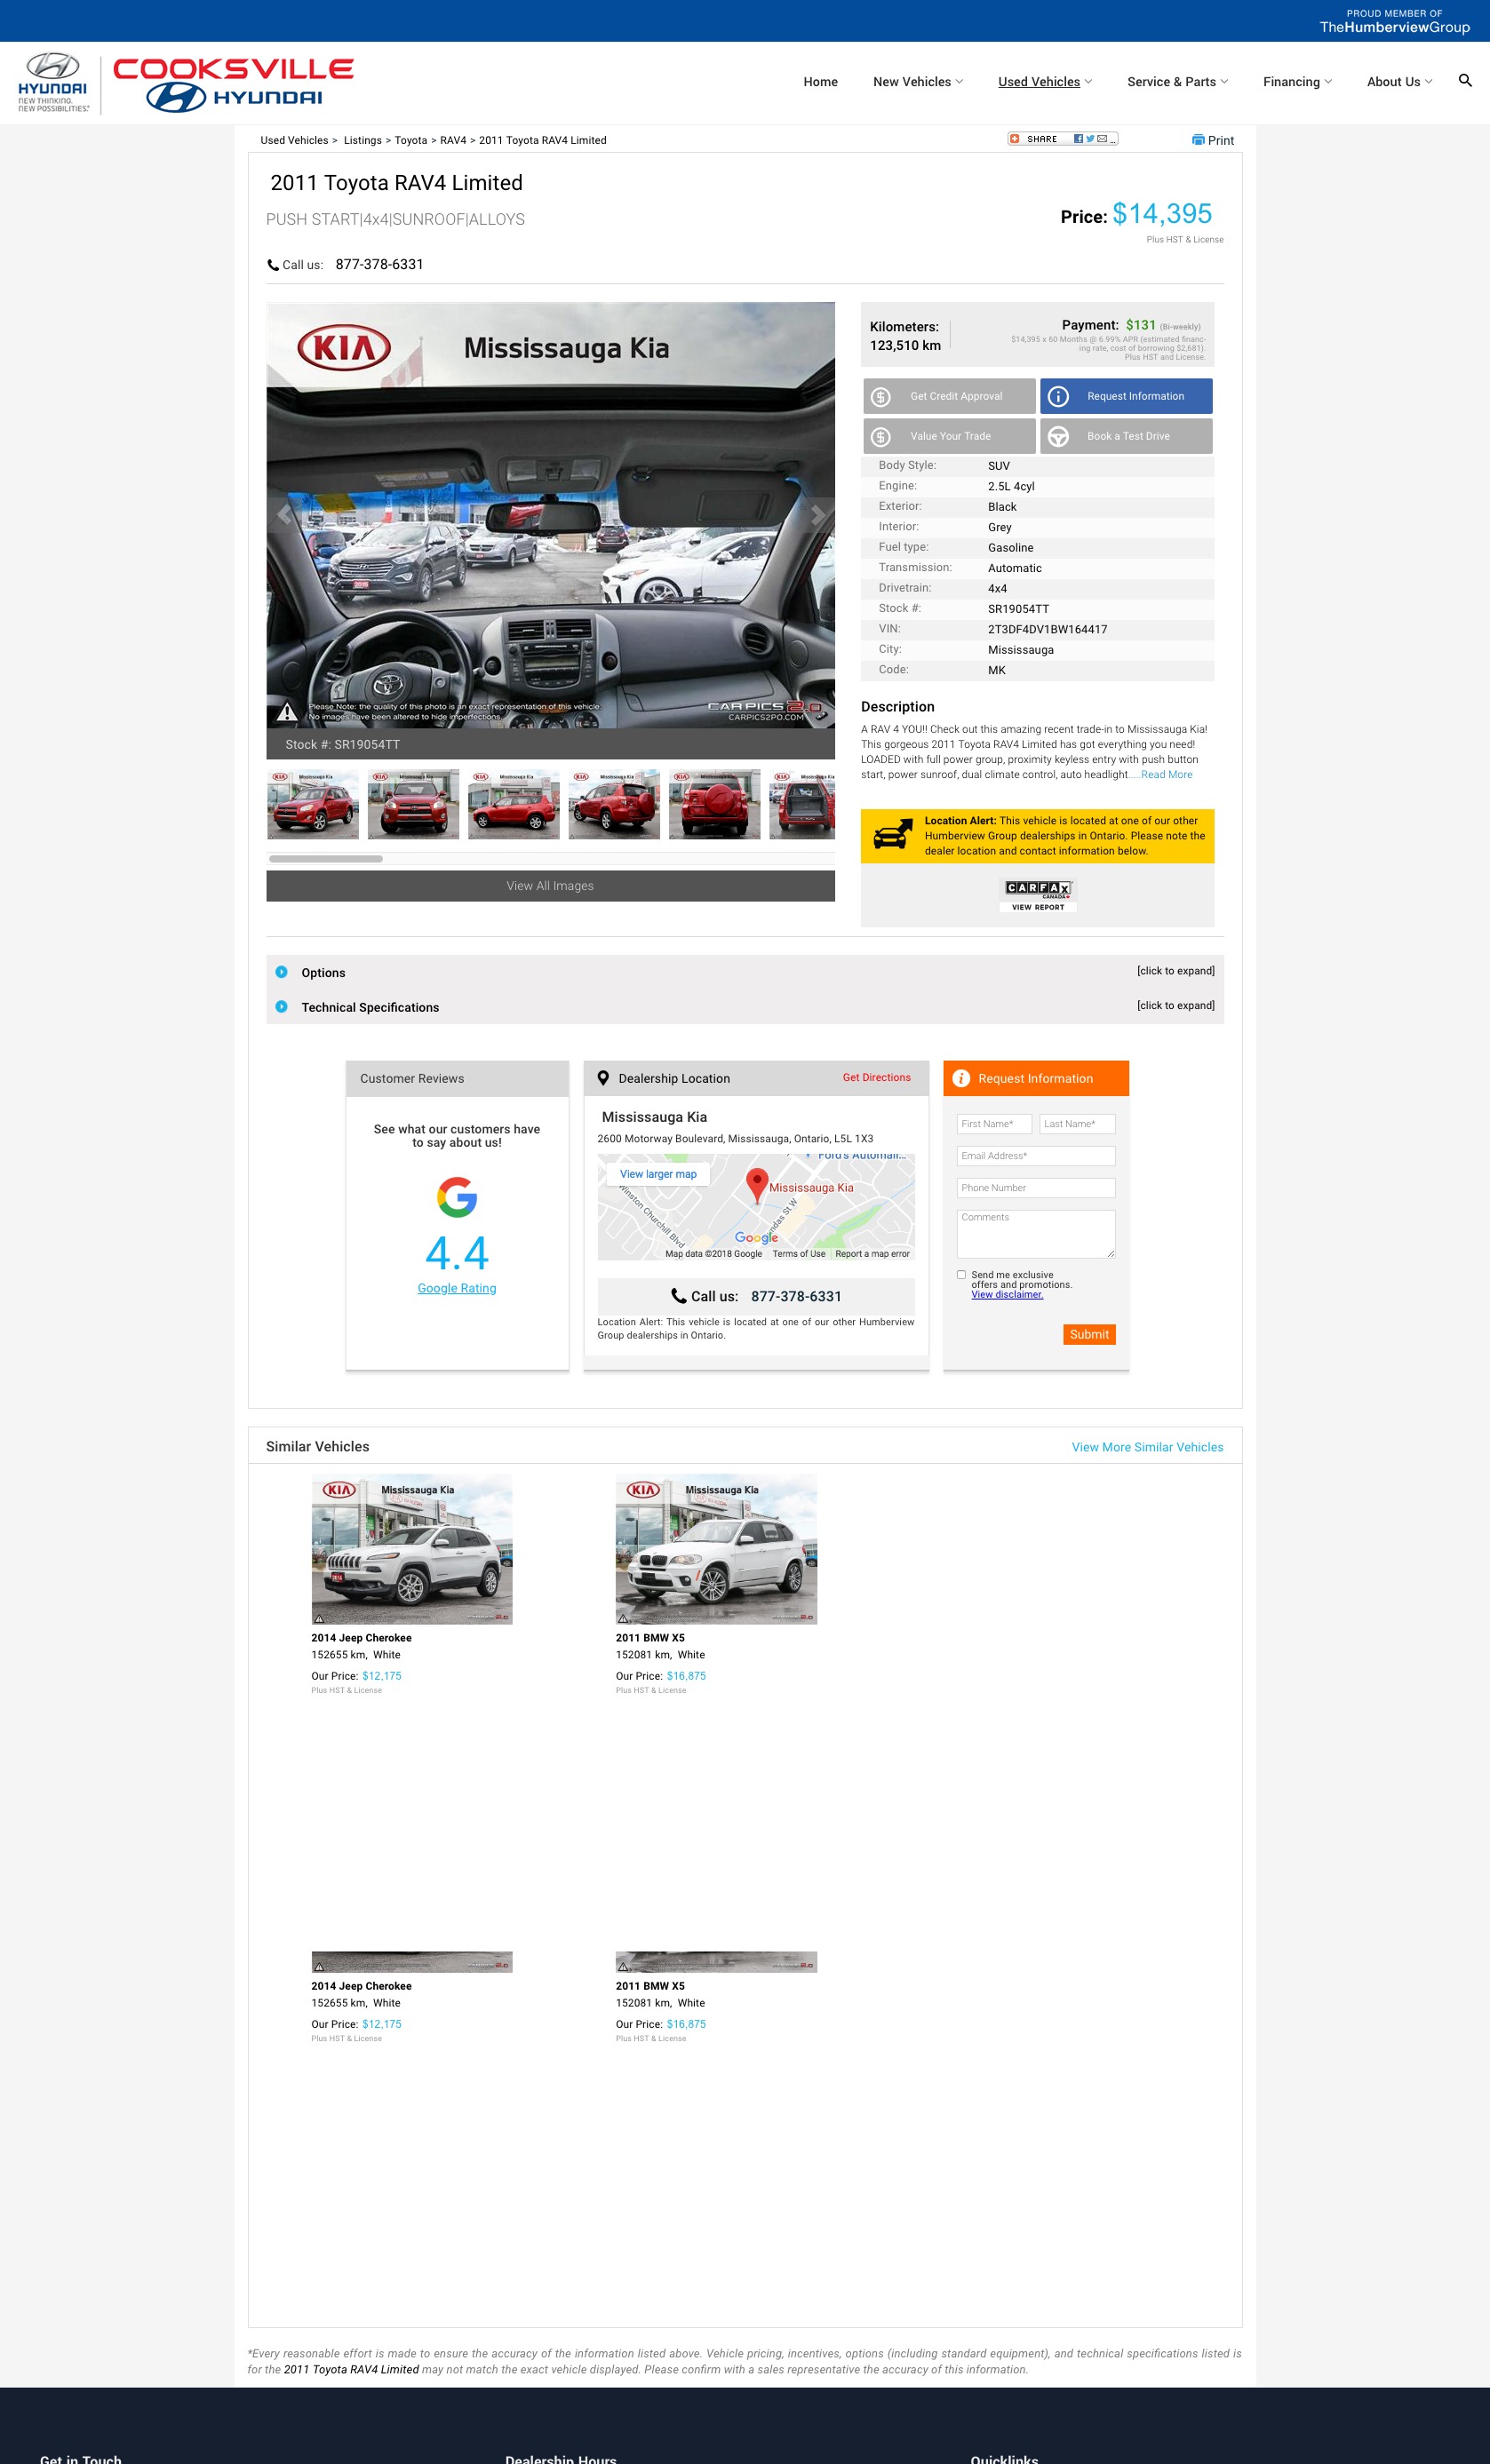 PROUD MEMBER OF
TheHumberviewGroup
HYUNDAI
NEW THINKING.
NEW POSSIBILITIES.
COOKSVILLE
HYUNDAI
Home New Vehicles Used Vehicles Service & Parts Financing About Us
Used Vehicles > Listings > Toyota > RAV4 > 2011 Toyota RAV4 Limited
SHARE
Print
2011 Toyota RAV4 Limited
PUSH START|4x4|SUNROOF|ALLOYS
Price: $14,395
Plus HST & License
Call us: 877-378-6331
KIA Mississauga Kia
Please Note: the quality of this photo is an exact representation of this vehicle.
No images have been altered to hide imperfections.
CARPICS2.0
CARPICS2PO.COM
Stock #: SR19054TT
View All Images
Kilometers:
123,510 km
Payment: $131 (Bi-weekly)
$14,395 x 60 Months @ 6.99% APR (estimated financ-
ing rate, cost of borrowing $2,681).
Plus HST and License.
Get Credit Approval
Request Information
Value Your Trade
Book a Test Drive
Body Style: SUV
Engine: 2.5L 4cyl
Exterior: Black
Interior: Grey
Fuel type: Gasoline
Transmission: Automatic
Drivetrain: 4x4
Stock #: SR19054TT
VIN: 2T3DF4DV1BW164417
City: Mississauga
Code: MK
Description
A RAV 4 YOU!! Check out this amazing recent trade-in to Mississauga Kia!
This gorgeous 2011 Toyota RAV4 Limited has got everything you need!
LOADED with full power group, proximity keyless entry with push button
start, power sunroof, dual climate control, auto headlight.....Read More
Location Alert: This vehicle is located at one of our other
Humberview Group dealerships in Ontario. Please note the
dealer location and contact information below.
CARFAX
CANADA
VIEW REPORT
Options [click to expand]
Technical Specifications [click to expand]
Customer Reviews
See what our customers have
to say about us!
4.4
Google Rating
Dealership Location Get Directions
Mississauga Kia
2600 Motorway Boulevard, Mississauga, Ontario, L5L 1X3
Ford's Automall...
View larger map
Mississauga Kia
Winston Churchill Blvd
ndas St W
Google
Map data ©2018 Google Terms of Use Report a map error
Call us: 877-378-6331
Location Alert: This vehicle is located at one of our other Humberview
Group dealerships in Ontario.
Request Information
First Name* Last Name*
Email Address*
Phone Number
Comments
Send me exclusive
offers and promotions.
View disclaimer.
Submit
Similar Vehicles View More Similar Vehicles
KIA Mississauga Kia
KIA Mississauga Kia
2014 Jeep Cherokee
152655 km, White
Our Price: $12,175
Plus HST & License
2011 BMW X5
152081 km, White
Our Price: $16,875
Plus HST & License
2014 Jeep Cherokee
152655 km, White
Our Price: $12,175
Plus HST & License
2011 BMW X5
152081 km, White
Our Price: $16,875
Plus HST & License
*Every reasonable effort is made to ensure the accuracy of the information listed above. Vehicle pricing, incentives, options (including standard equipment), and technical specifications listed is
for the 2011 Toyota RAV4 Limited may not match the exact vehicle displayed. Please confirm with a sales representative the accuracy of this information.
Get in Touch Dealership Hours Quicklinks